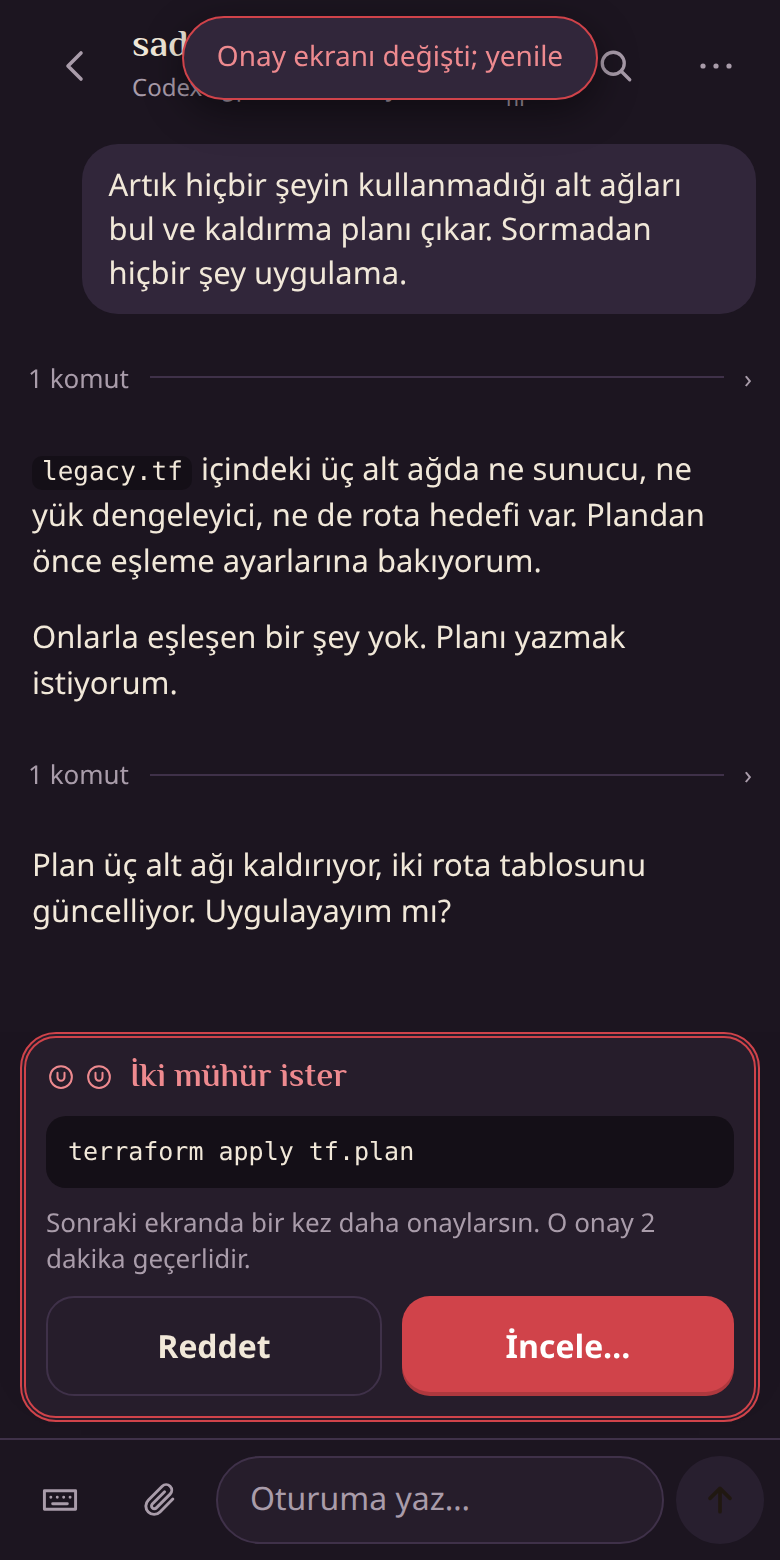 Onay ekranı değişti; yenile
Artık hiçbir şeyin kullanmadığı alt ağları
bul ve kaldırma planı çıkar. Sormadan
hiçbir şey uygulama.
1 komut
legacy.tf içindeki üç alt ağda ne sunucu, ne
yük dengeleyici, ne de rota hedefi var. Plandan
önce eşleme ayarlarına bakıyorum.
Onlarla eşleşen bir şey yok. Planı yazmak
istiyorum.
1 komut
Plan üç alt ağı kaldırıyor, iki rota tablosunu
güncelliyor. Uygulayayım mı?
İki mühür ister
terraform apply tf.plan
Sonraki ekranda bir kez daha onaylarsın. O onay 2
dakika geçerlidir.
Reddet İncele…
Oturuma yaz…